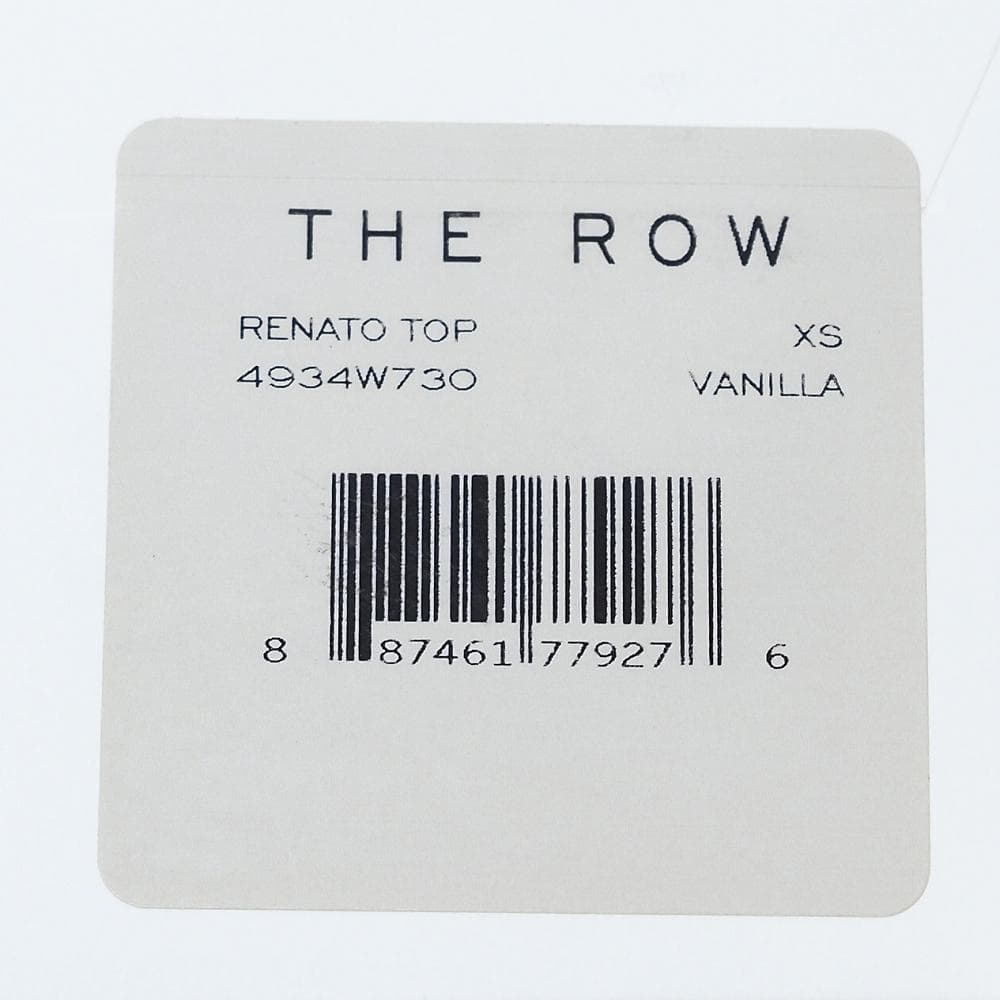 THE ROW
RENATO TOP XS
4934W730 VANILLA
8 87461 77927 6